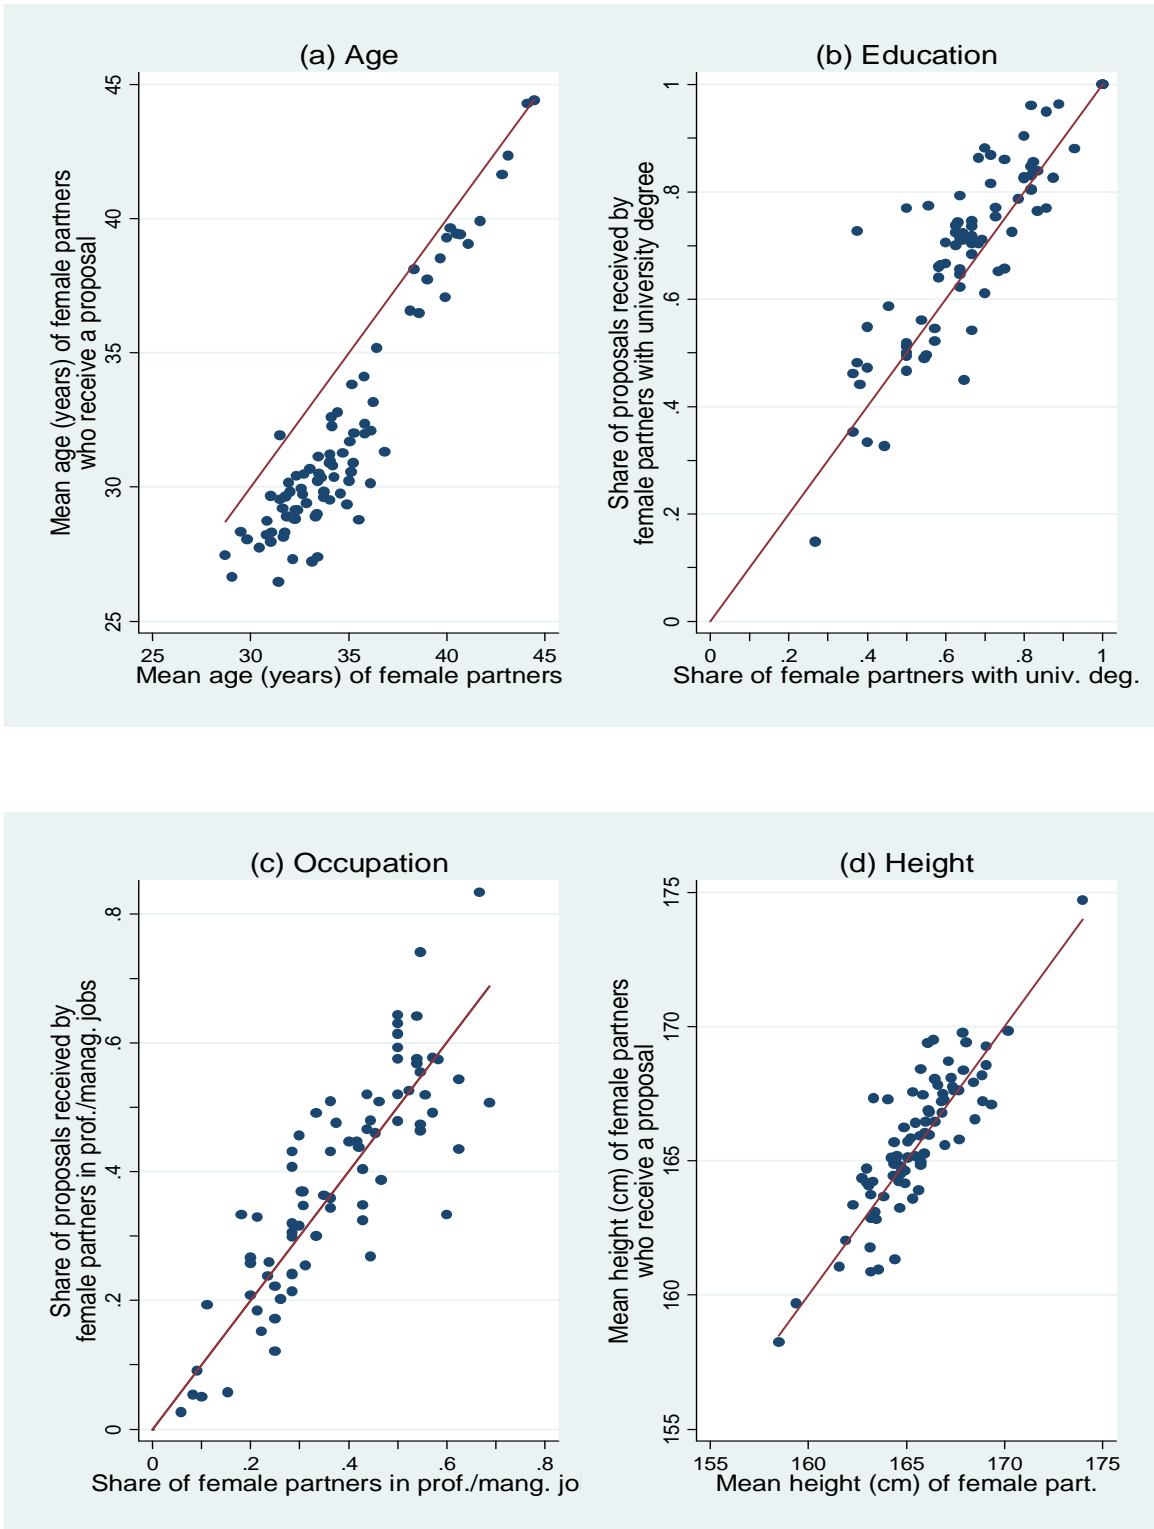 (a) Age
Mean age (years) of female partners
who receive a proposal
45
40
35
30
25
25 30 35 40 45
Mean age (years) of female partners
(b) Education
Share of proposals received by
female partners with university degree
1
.8
.6
.4
.2
0
0 .2 .4 .6 .8 1
Share of female partners with univ. deg.
(c) Occupation
Share of proposals received by
female partners in prof./manag. jobs
.8
.6
.4
.2
0
0 .2 .4 .6 .8
Share of female partners in prof./mang. jo
(d) Height
Mean height (cm) of female partners
who receive a proposal
175
170
165
160
155
155 160 165 170 175
Mean height (cm) of female part.